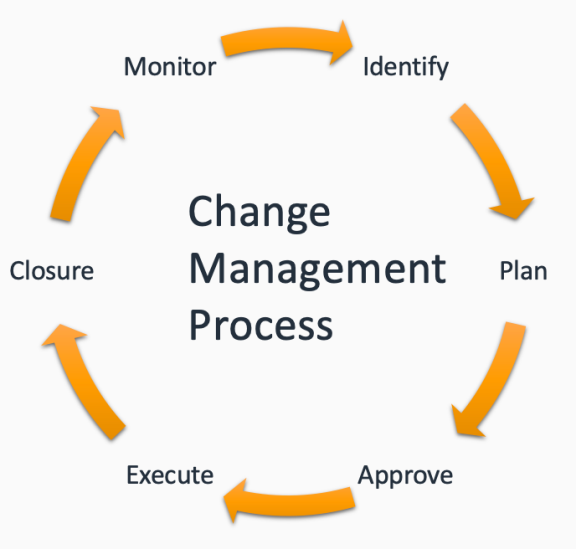 Monitor
Identify
Change
Management
Process
Closure
Plan
Execute
Approve